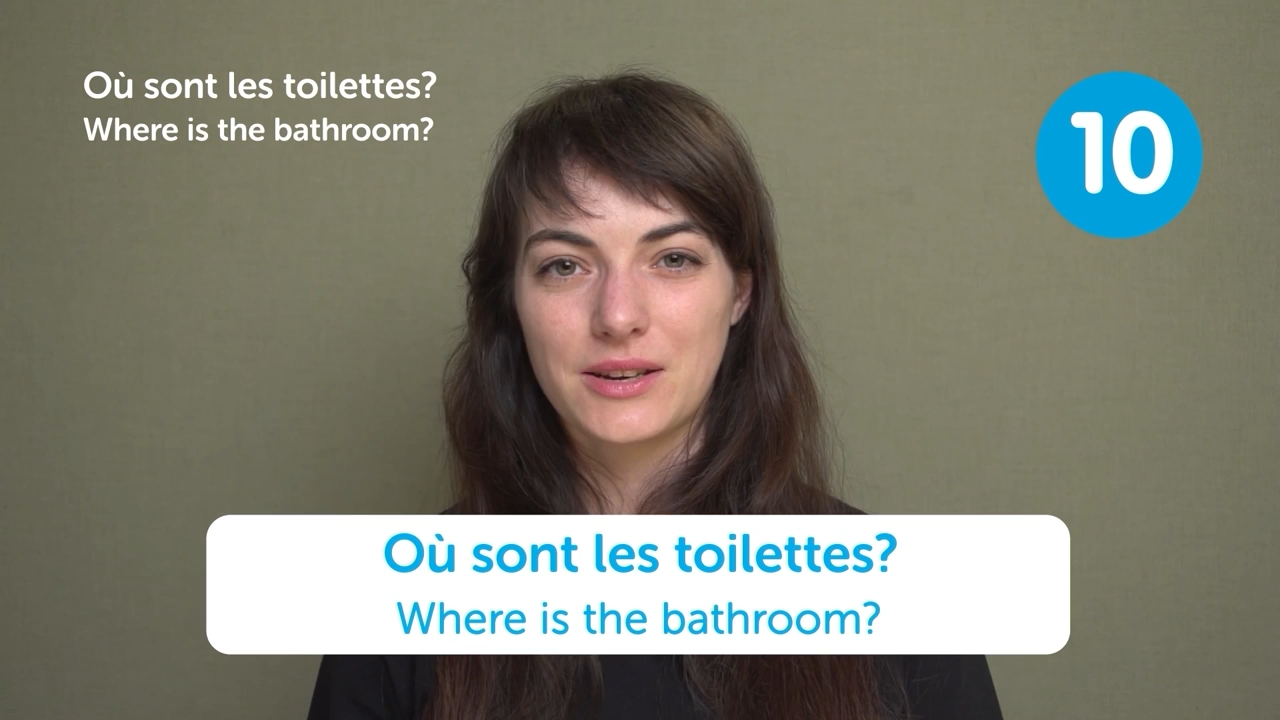 Où sont les toilettes?
Where is the bathroom?
10
Où sont les toilettes?
Where is the bathroom?